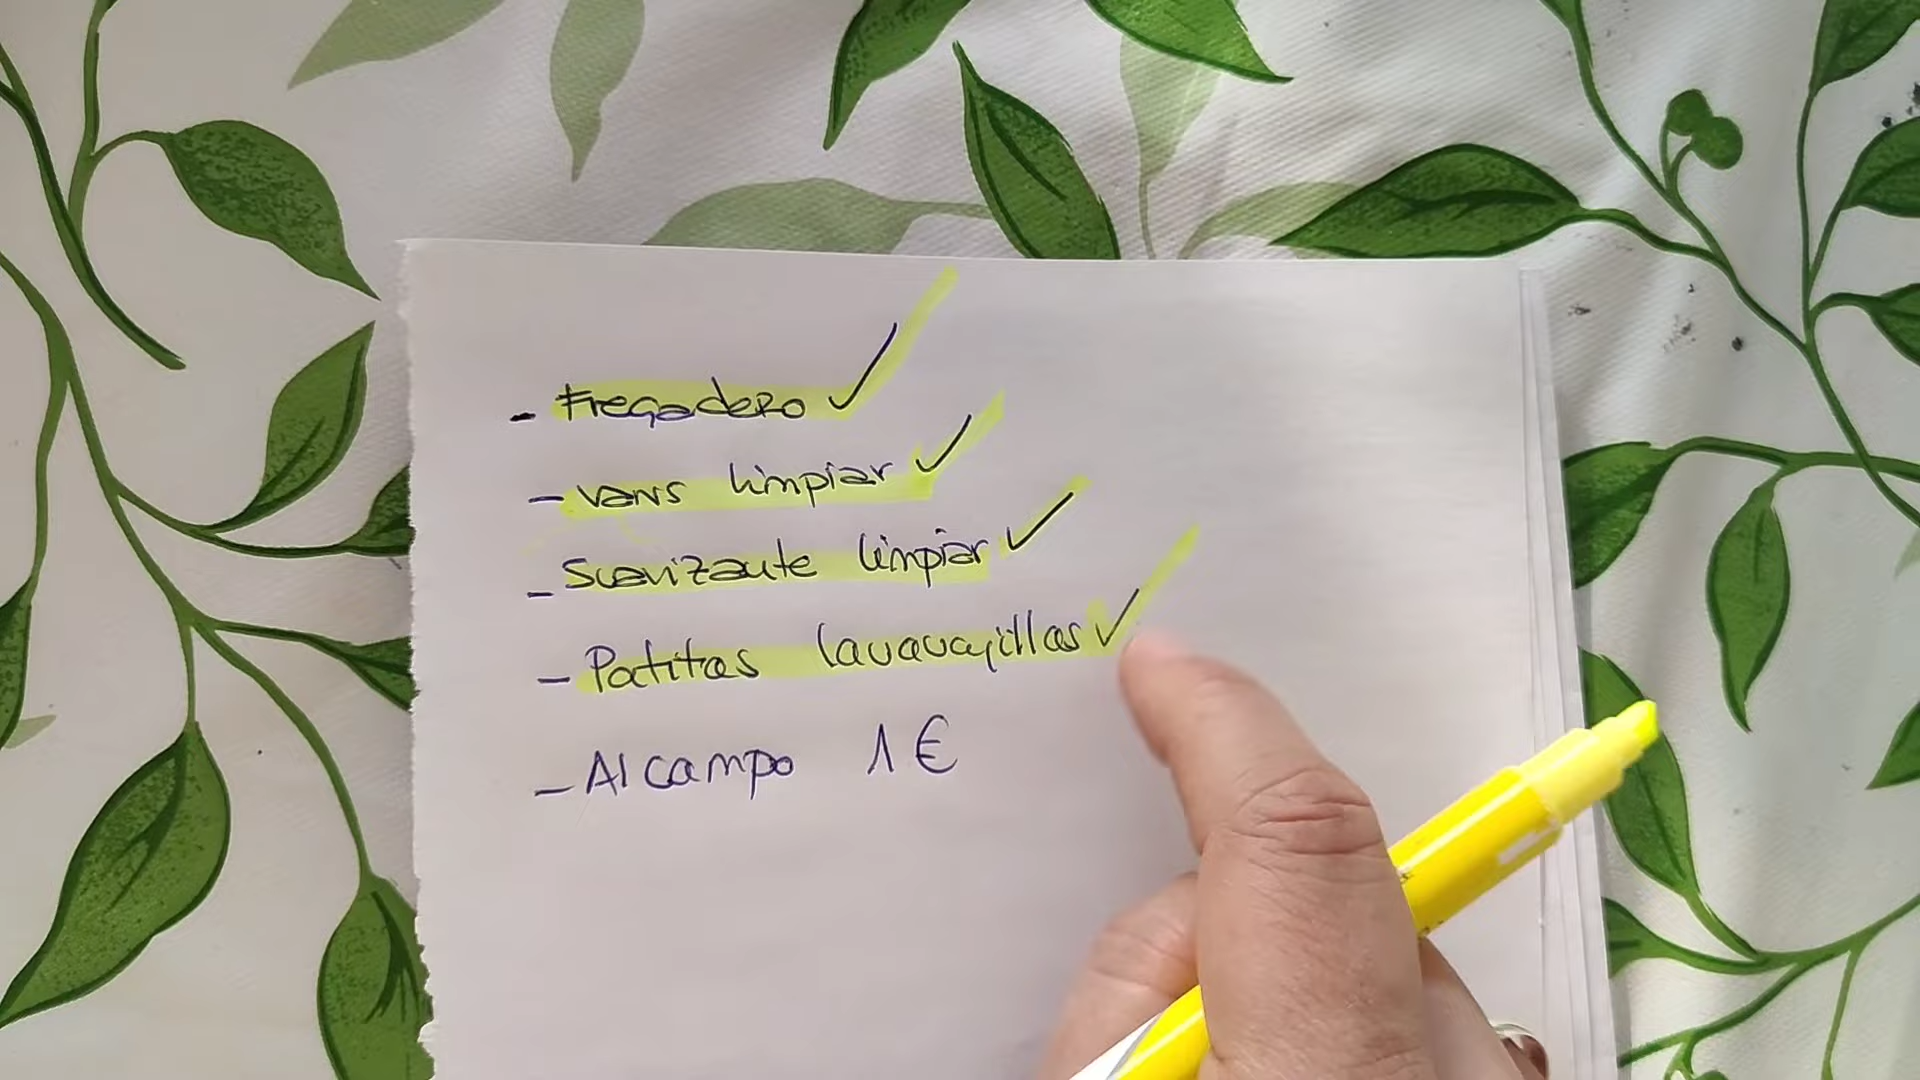 - Fregadero ✓
- vans limpiar ✓
- Suavizante limpiar ✓
- Patitas lavavajillas ✓
- Alcampo 1€